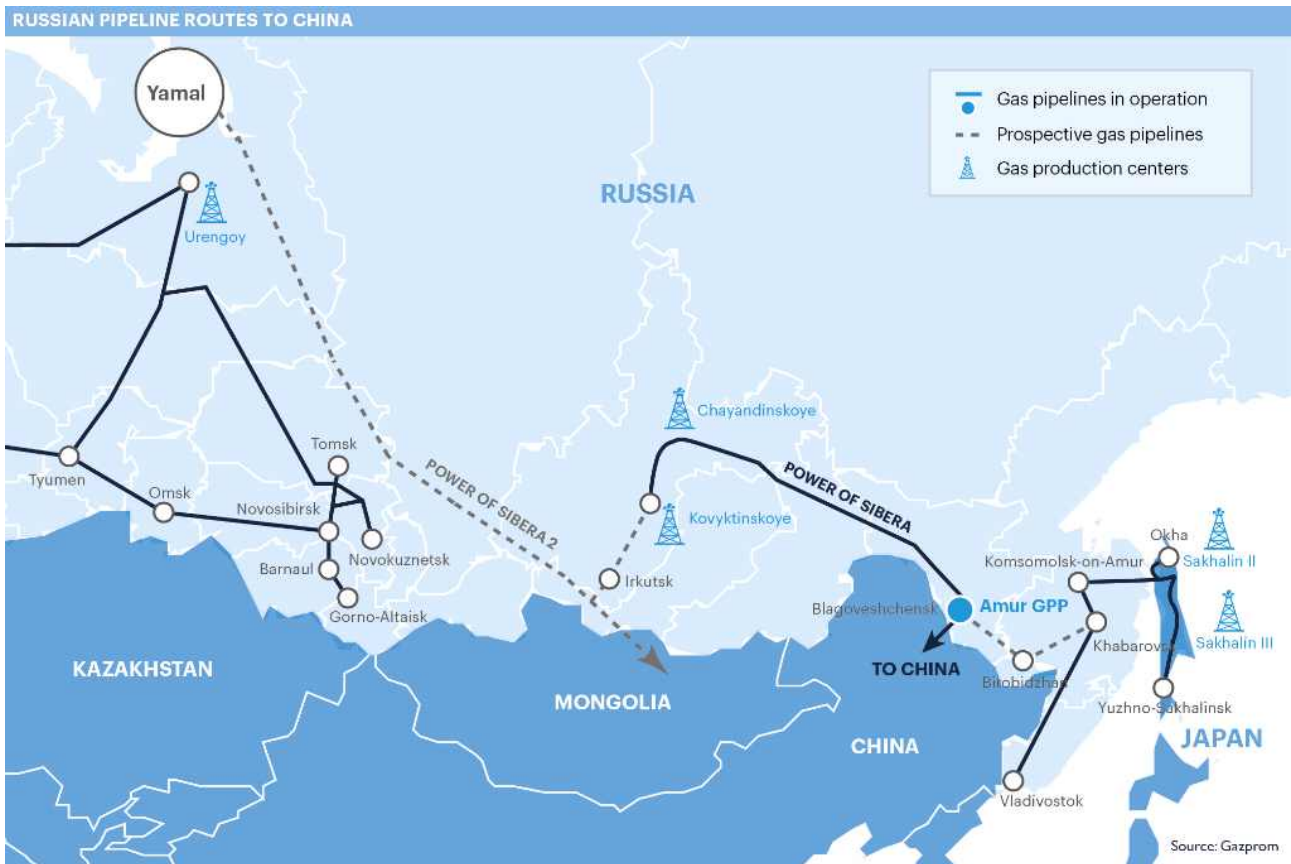 RUSSIAN PIPELINE ROUTES TO CHINA
Yamal
Gas pipelines in operation
Prospective gas pipelines
Gas production centers
RUSSIA
Urengoy
Chayandinskoye
Tomsk
Tyumen
Omsk
Novosibirsk
POWER OF SIBERA 2
POWER OF SIBERA
Kovyktinskoye
Novokuznetsk
Barnaul
Irkutsk
Gorno-Altaisk
Okha
Komsomolsk-on-Amur
Sakhalin II
Blagoveshchensk
Amur GPP
Khabarovsk
Sakhalin III
TO CHINA
Birobidzhan
KAZAKHSTAN
MONGOLIA
Yuzhno-Sakhalinsk
CHINA
JAPAN
Vladivostok
Source: Gazprom